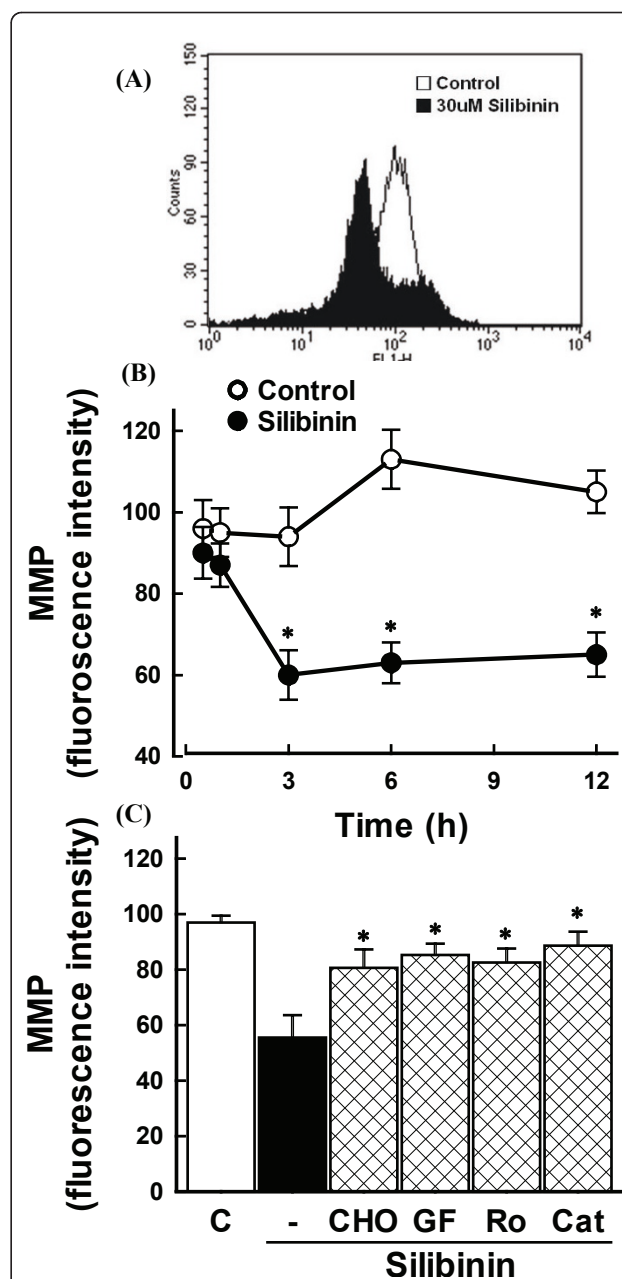 (A)
150
120
90
60
30
0
Counts
Control
30uM Silibinin
10^0 10^1 10^2 10^3 10^4
FL1-H
(B)
Control
Silibinin
MMP
(fluoroscence intensity)
120
100
80
60
40
* * *
0 3 6 9 12
Time (h)
(C)
MMP
(fluorescence intensity)
120
100
80
60
40
20
0
* * * *
C - CHO GF Ro Cat
Silibinin